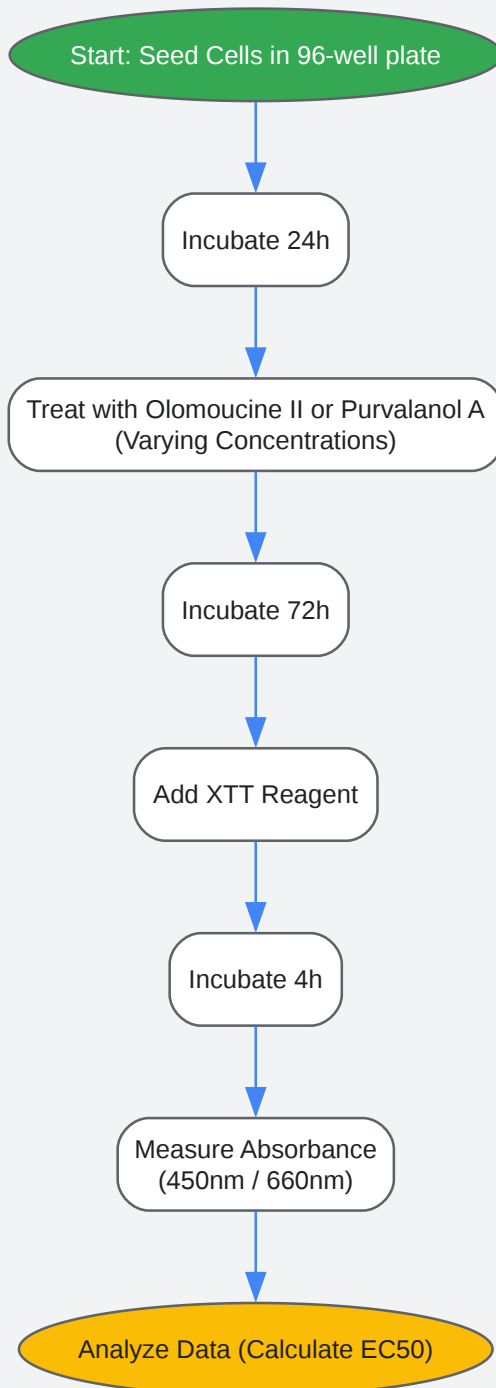 Start: Seed Cells in 96-well plate
Incubate 24h
Treat with Olomoucine II or Purvalanol A
(Varying Concentrations)
Incubate 72h
Add XTT Reagent
Incubate 4h
Measure Absorbance
(450nm / 660nm)
Analyze Data (Calculate EC50)